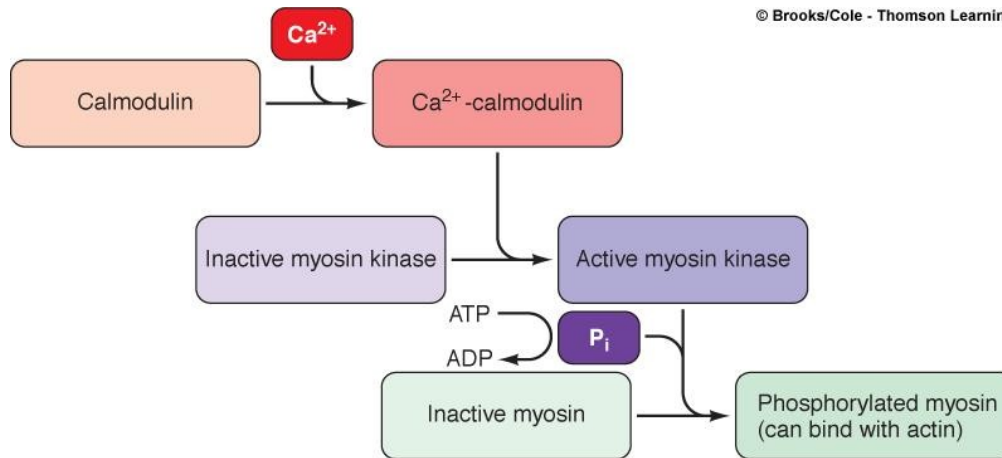 © Brooks/Cole - Thomson Learnin
Ca²⁺
Calmodulin
Ca²⁺-calmodulin
Inactive myosin kinase
Active myosin kinase
ATP
Pᵢ
ADP
Inactive myosin
Phosphorylated myosin
(can bind with actin)